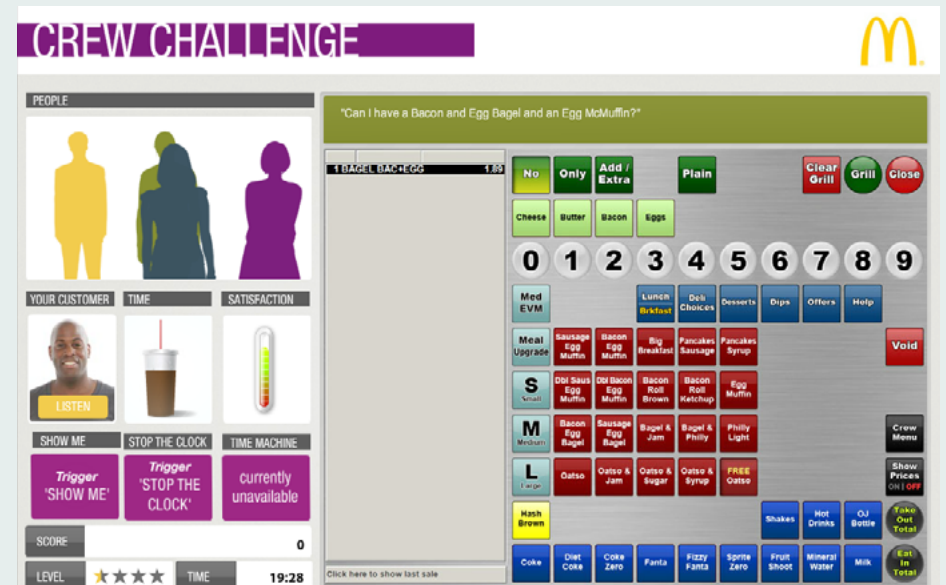 CREW CHALLENGE
PEOPLE
"Can I have a Bacon and Egg Bagel and an Egg McMuffin?"
1 BAGEL BAC+EGG 1.89
No Only Add / Extra Plain Clear Grill Grill Close
Cheese Butter Bacon Eggs
0 1 2 3 4 5 6 7 8 9
YOUR CUSTOMER TIME SATISFACTION
LISTEN
Med EVM Lunch Brkfast Deli Choices Desserts Dips Offers Help
Meal Upgrade Sausage Egg Muffin Bacon Egg Muffin Big Breakfast Pancakes Sausage Pancakes Syrup Void
S Small Dbl Saus Egg Muffin Dbl Bacon Egg Muffin Bacon Roll Brown Bacon Roll Ketchup Egg Muffin
M Medium Bacon Egg Bagel Sausage Egg Bagel Bagel & Jam Bagel & Philly Philly Light Crew Menu
L Large Oatso Oatso & Jam Oatso & Sugar Oatso & Syrup FREE Oatso Show Prices ON | OFF
Hash Brown Shakes Hot Drinks OJ Bottle Take Out Total
Coke Diet Coke Coke Zero Fanta Fizzy Fanta Sprite Zero Fruit Shoot Mineral Water Milk Eat In Total
SHOW ME STOP THE CLOCK TIME MACHINE
Trigger 'SHOW ME'
Trigger 'STOP THE CLOCK'
currently unavailable
SCORE 0
LEVEL TIME 19:28
Click here to show last sale